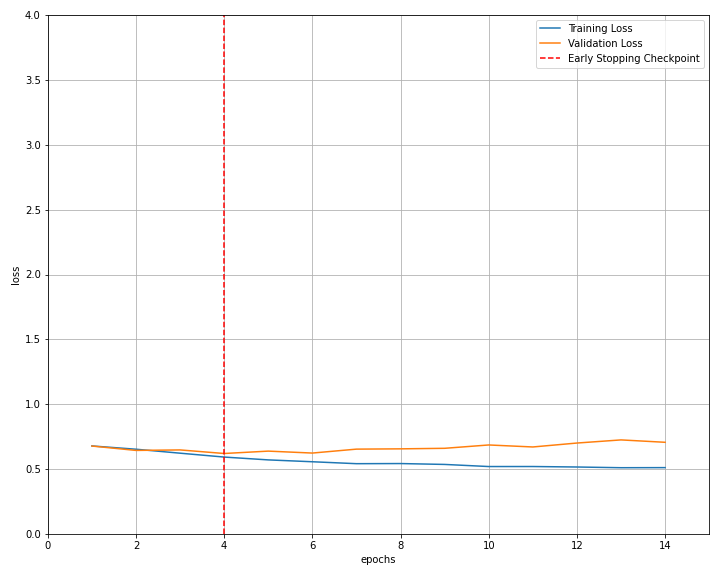 4.0
3.5
3.0
2.5
2.0
1.5
1.0
0.5
0.0
loss
0 2 4 6 8 10 12 14
epochs
Training Loss
Validation Loss
Early Stopping Checkpoint